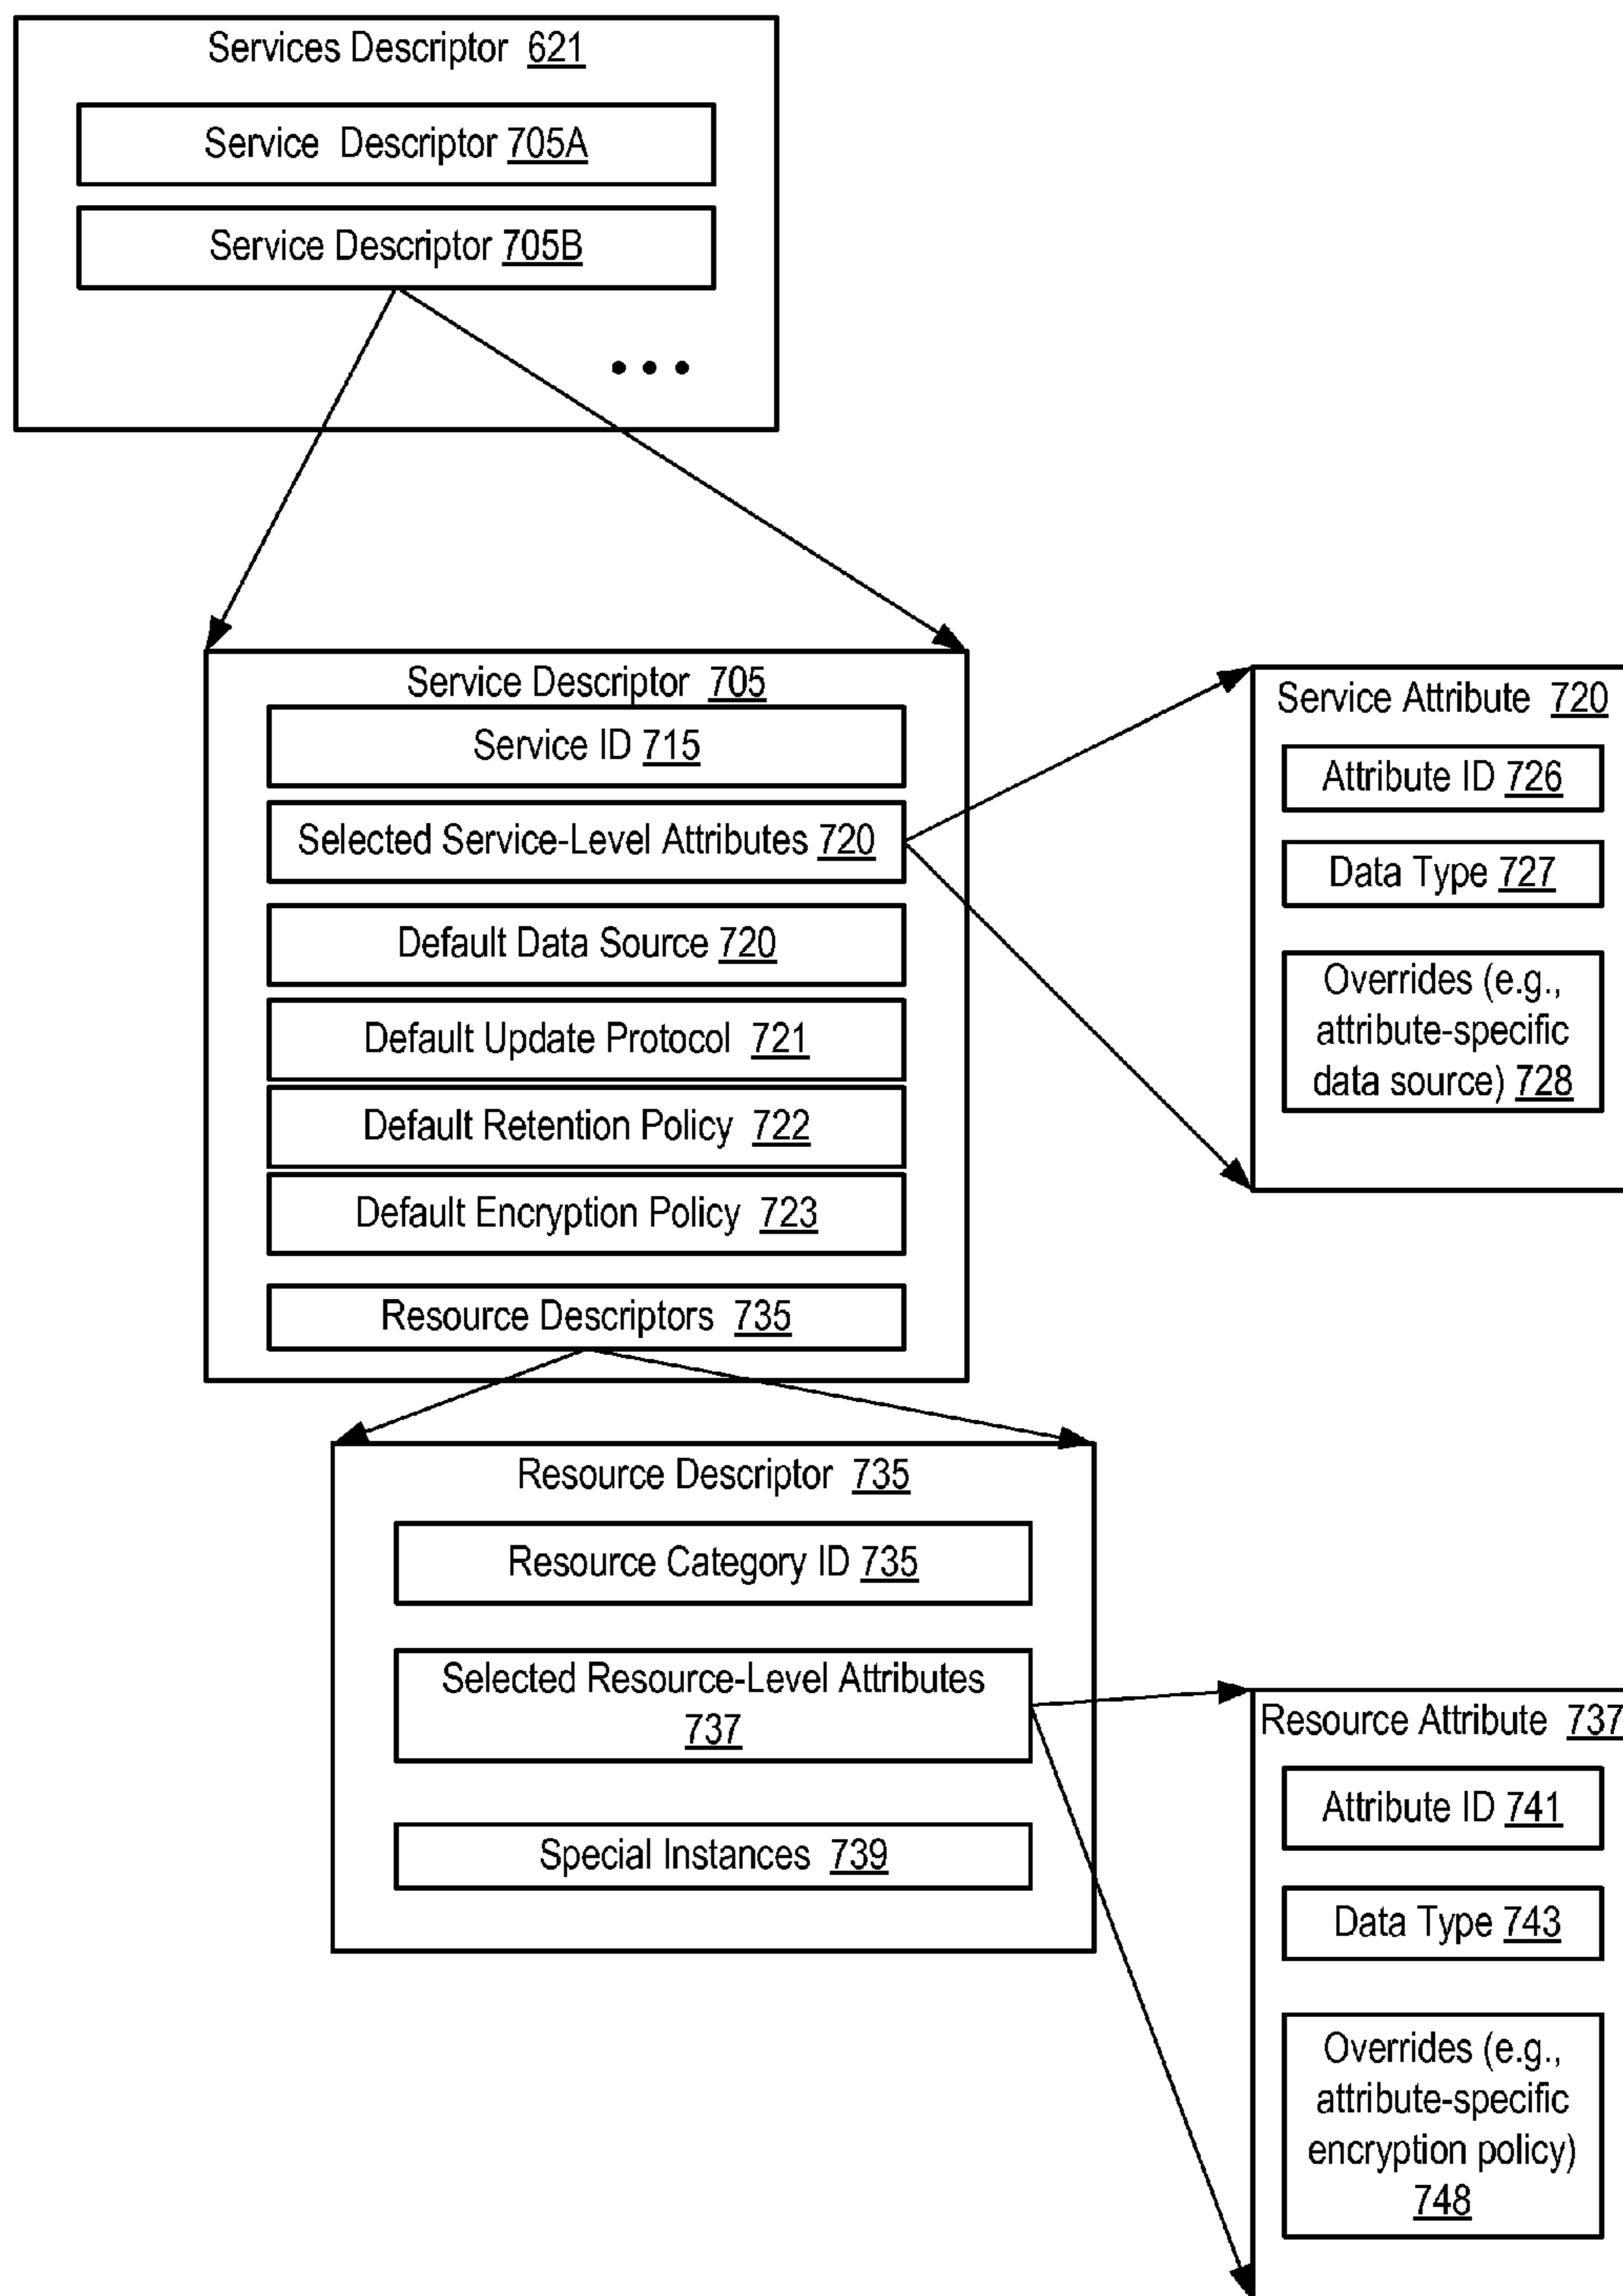 Services Descriptor 621
Service Descriptor 705A
Service Descriptor 705B
Service Descriptor 705
Service ID 715
Selected Service-Level Attributes 720
Default Data Source 720
Default Update Protocol 721
Default Retention Policy 722
Default Encryption Policy 723
Resource Descriptors 735
Service Attribute 720
Attribute ID 726
Data Type 727
Overrides (e.g.,
attribute-specific
data source) 728
Resource Descriptor 735
Resource Category ID 735
Selected Resource-Level Attributes
737
Special Instances 739
Resource Attribute 737
Attribute ID 741
Data Type 743
Overrides (e.g.,
attribute-specific
encryption policy)
748